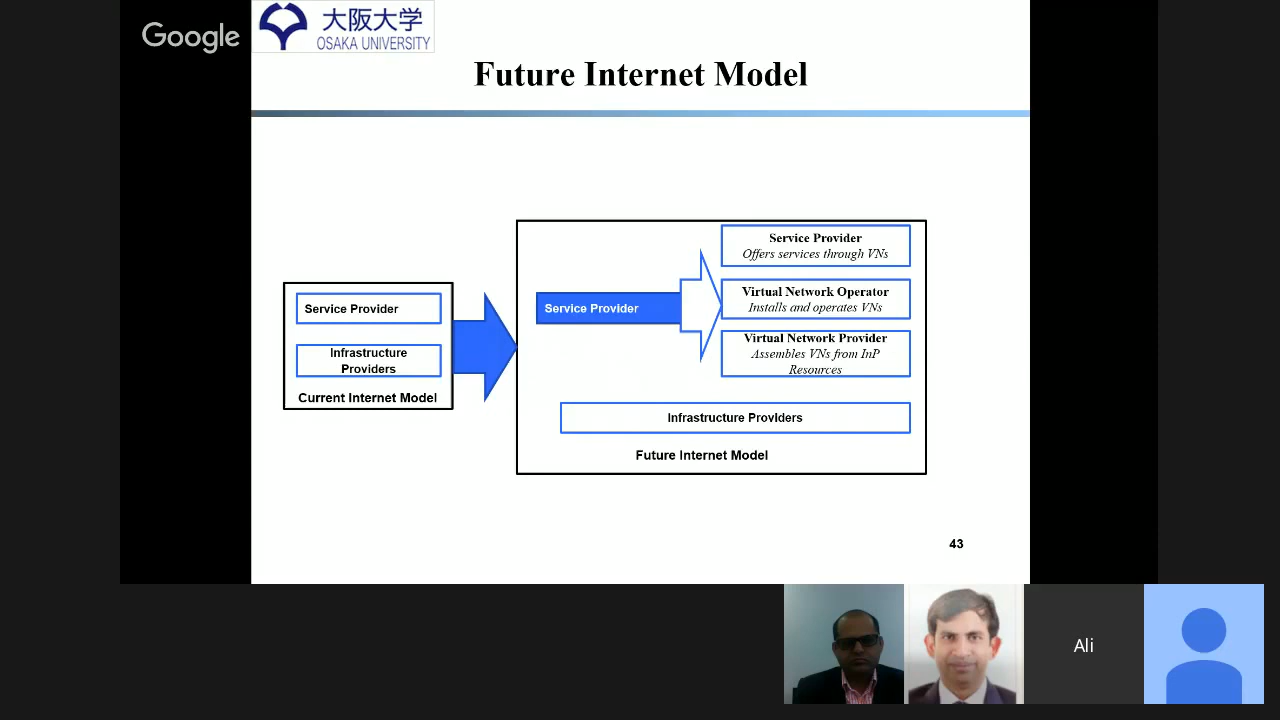 Google
大阪大学
OSAKA UNIVERSITY
Future Internet Model
Service Provider
Infrastructure
Providers
Current Internet Model
Service Provider
Service Provider
Offers services through VNs
Virtual Network Operator
Installs and operates VNs
Virtual Network Provider
Assembles VNs from InP
Resources
Infrastructure Providers
Future Internet Model
43
Ali